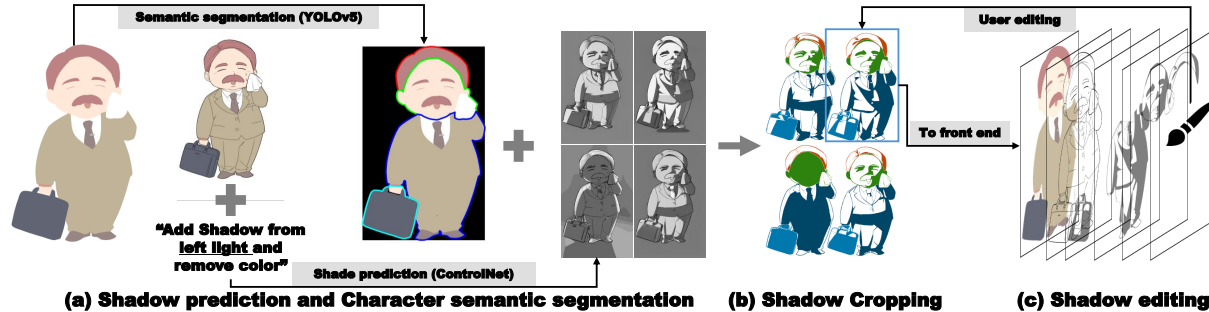 Semantic segmentation (YOLOv5)
User editing
To front end
“Add Shadow from
left light and
remove color”
Shade prediction (ControlNet)
(a) Shadow prediction and Character semantic segmentation
(b) Shadow Cropping
(c) Shadow editing